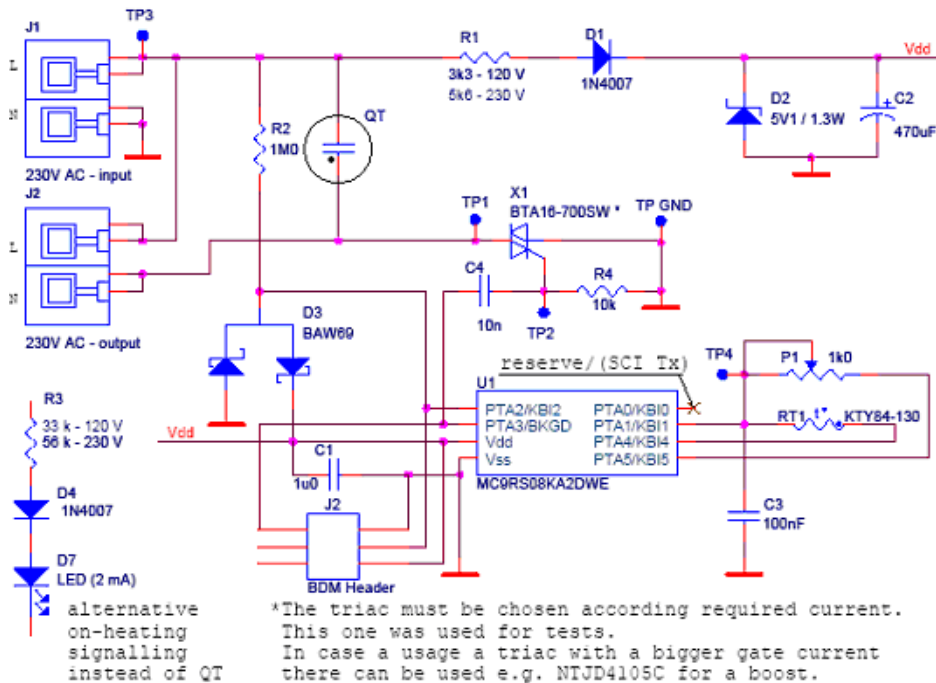 J1
TP3
L
N
230V AC - input
J2
L
N
230V AC - output
R2
1M0
QT
R1
3k3 - 120 V
5k6 - 230 V
D1
1N4007
Vdd
D2
5V1 / 1.3W
C2
470uF
X1
BTA16-700SW *
TP1
TP GND
C4
10n
R4
10k
TP2
D3
BAW69
reserve/(SCI Tx)
U1
PTA2/KBI2
PTA3/BKGD
Vdd
Vss
PTA0/KBI0
PTA1/KBI1
PTA4/KBI4
PTA5/KBI5
MC9RS08KA2DWE
TP4
P1
1k0
RT1
t°
KTY84-130
C3
100nF
R3
33 k - 120 V
56 k - 230 V
Vdd
C1
1u0
J2
BDM Header
D4
1N4007
D7
LED (2 mA)
alternative
on-heating
signalling
instead of QT
*The triac must be chosen according required current.
This one was used for tests.
In case a usage a triac with a bigger gate current
there can be used e.g. NTJD4105C for a boost.